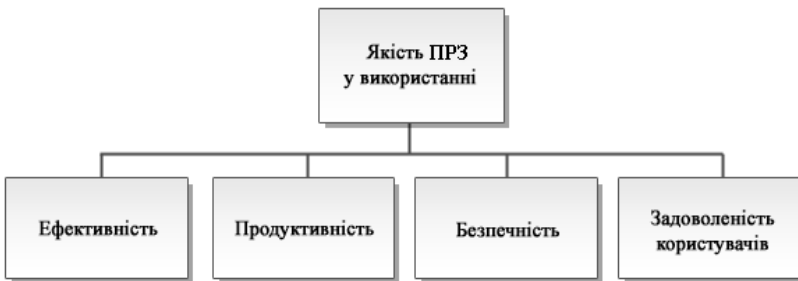 Якість ПРЗ
у використанні
Ефективність
Продуктивність
Безпечність
Задоволеність
користувачів